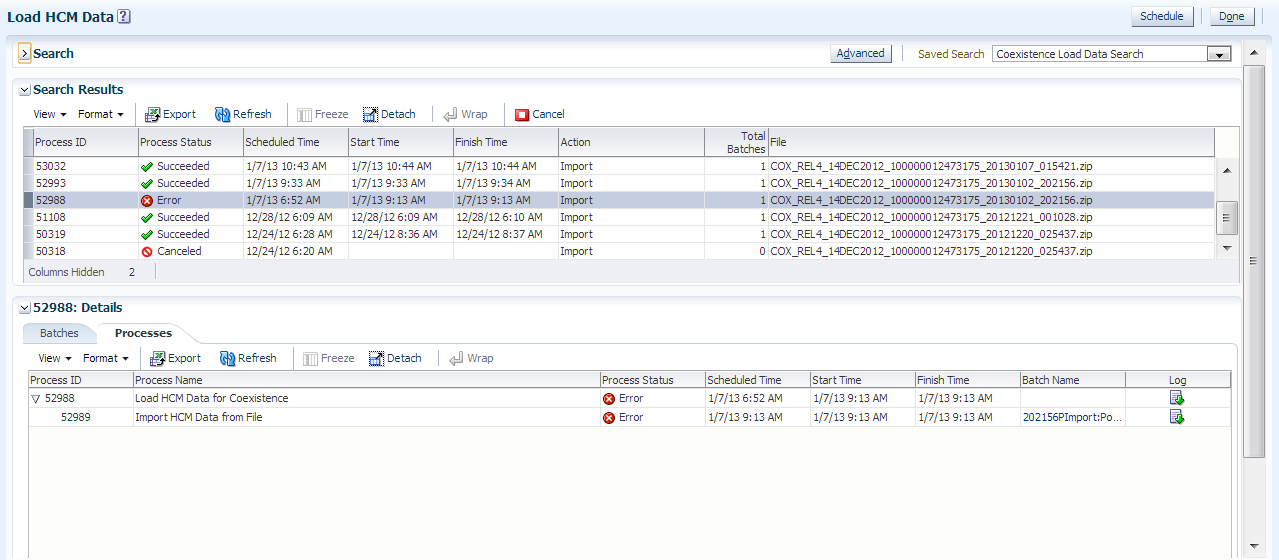 Load HCM Data ? Schedule Done
Search Advanced Saved Search Coexistence Load Data Search
Search Results
View Format Export Refresh Freeze Detach Wrap Cancel
Process ID Process Status Scheduled Time Start Time Finish Time Action Total Batches File
53032 Succeeded 1/7/13 10:43 AM 1/7/13 10:44 AM 1/7/13 10:44 AM Import 1 COX_REL4_14DEC2012_100000012473175_20130107_015421.zip
52993 Succeeded 1/7/13 9:33 AM 1/7/13 9:33 AM 1/7/13 9:34 AM Import 1 COX_REL4_14DEC2012_100000012473175_20130102_202156.zip
52988 Error 1/7/13 6:52 AM 1/7/13 9:13 AM 1/7/13 9:13 AM Import 1 COX_REL4_14DEC2012_100000012473175_20130102_202156.zip
51108 Succeeded 12/28/12 6:09 AM 12/28/12 6:09 AM 12/28/12 6:10 AM Import 1 COX_REL4_14DEC2012_100000012473175_20121221_001028.zip
50319 Succeeded 12/24/12 6:28 AM 12/24/12 8:36 AM 12/24/12 8:37 AM Import 1 COX_REL4_14DEC2012_100000012473175_20121220_025437.zip
50318 Canceled 12/24/12 6:20 AM Import 0 COX_REL4_14DEC2012_100000012473175_20121220_025437.zip
Columns Hidden 2
52988: Details
Batches Processes
View Format Export Refresh Freeze Detach Wrap
Process ID Process Name Process Status Scheduled Time Start Time Finish Time Batch Name Log
52988 Load HCM Data for Coexistence Error 1/7/13 6:52 AM 1/7/13 9:13 AM 1/7/13 9:13 AM
52989 Import HCM Data from File Error 1/7/13 9:13 AM 1/7/13 9:13 AM 1/7/13 9:13 AM 202156PImport:Po...